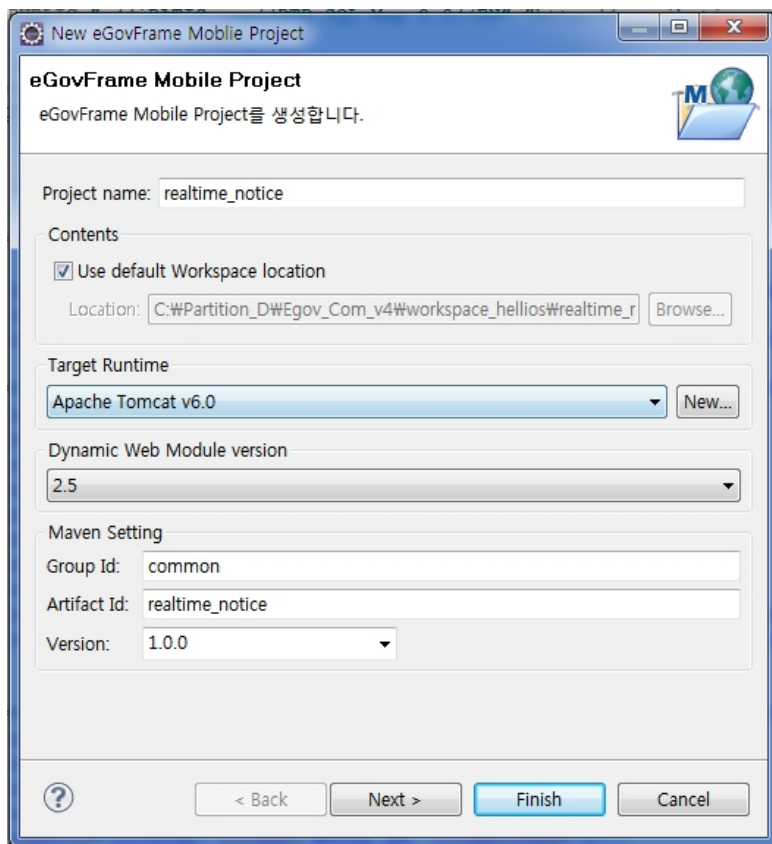 New eGovFrame Moblie Project
eGovFrame Mobile Project
eGovFrame Mobile Project를 생성합니다.
M
Project name: realtime_notice
Contents
Use default Workspace location
Location: C:₩Partition_D₩Egov_Com_v4₩workspace_hellios₩realtime_r Browse...
Target Runtime
Apache Tomcat v6.0 New...
Dynamic Web Module version
2.5
Maven Setting
Group Id: common
Artifact Id: realtime_notice
Version: 1.0.0
? < Back Next > Finish Cancel